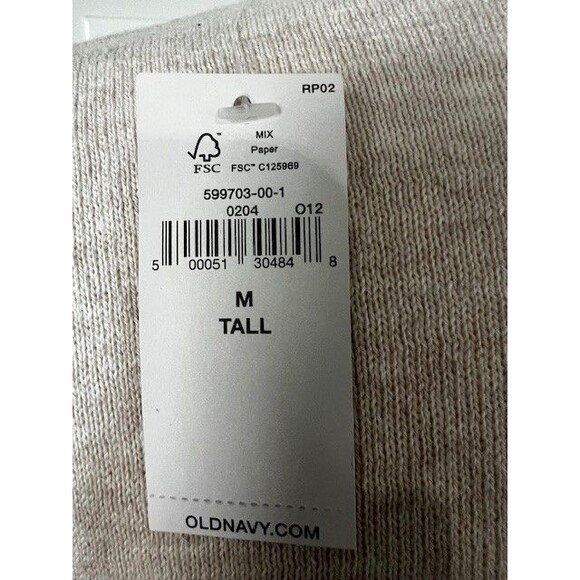 RP02
FSC
MIX
Paper
FSC™ C125969
599703-00-1
0204 O12
5 00051 30484 8
M
TALL
OLDNAVY.COM